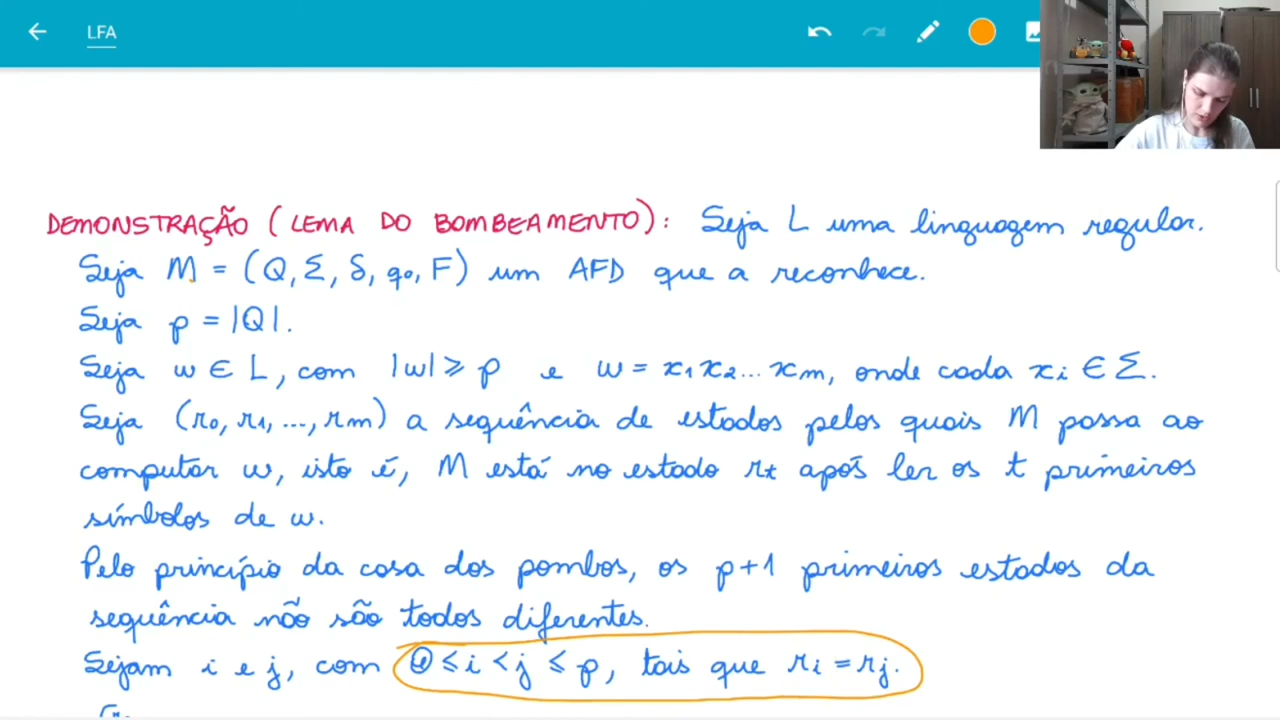 LFA
DEMONSTRAÇÃO (LEMA DO BOMBEAMENTO): Seja L uma linguagem regular.
Seja M = (Q, Σ, δ, q₀, F) um AFD que a reconhece.
Seja p = |Q|.
Seja w ∈ L, com |w| ⩾ p e w = x₁x₂...xₘ, onde cada xᵢ ∈ Σ.
Seja (r₀, r₁, ..., rₘ) a sequência de estados pelos quais M passa ao
computar w, isto é, M está no estado rₜ após ler os t primeiros
símbolos de w.
Pelo princípio da casa dos pombos, os p+1 primeiros estados da
sequência não são todos diferentes.
Sejam i e j, com 0 ⩽ i < j ⩽ p, tais que rᵢ = rⱼ.